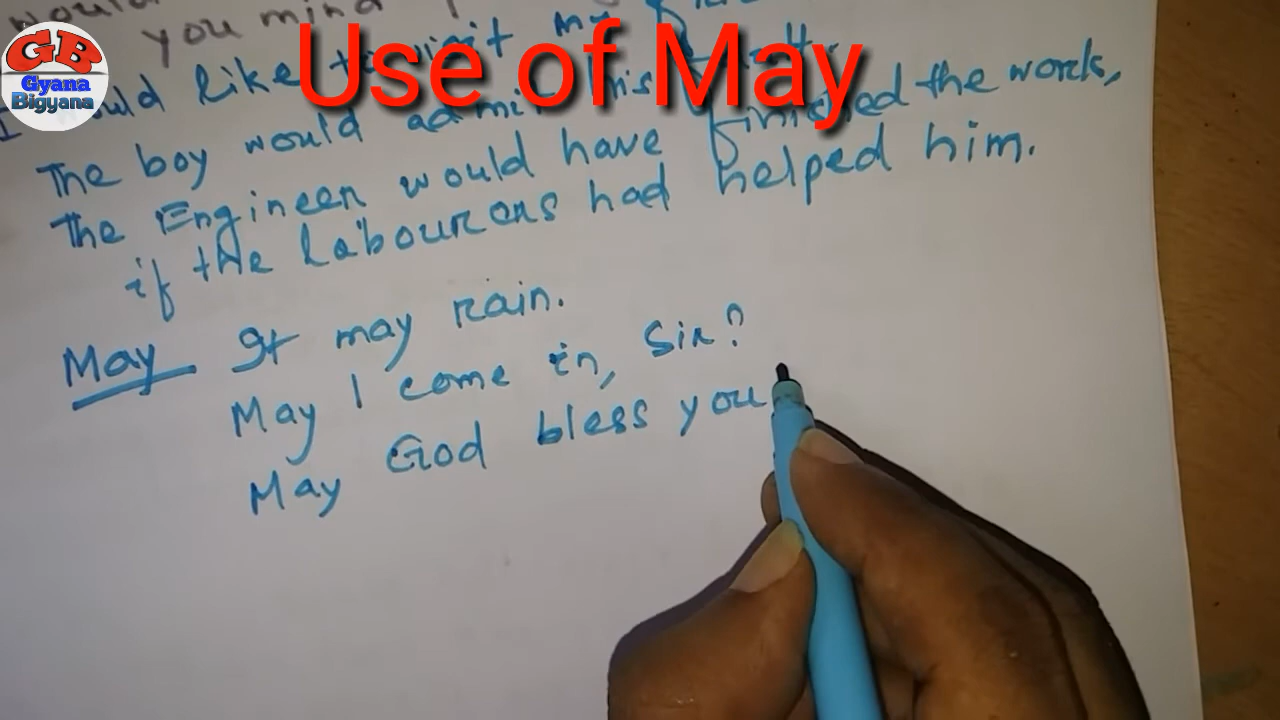 would
you mind ?
I would like to visit my
The boy would admit his
The Engineer would have finished the work,
if the labourers had helped him.
May It may rain.
May I come in, Sir?
May God bless you
Use of May
GB
Gyana
Bigyana